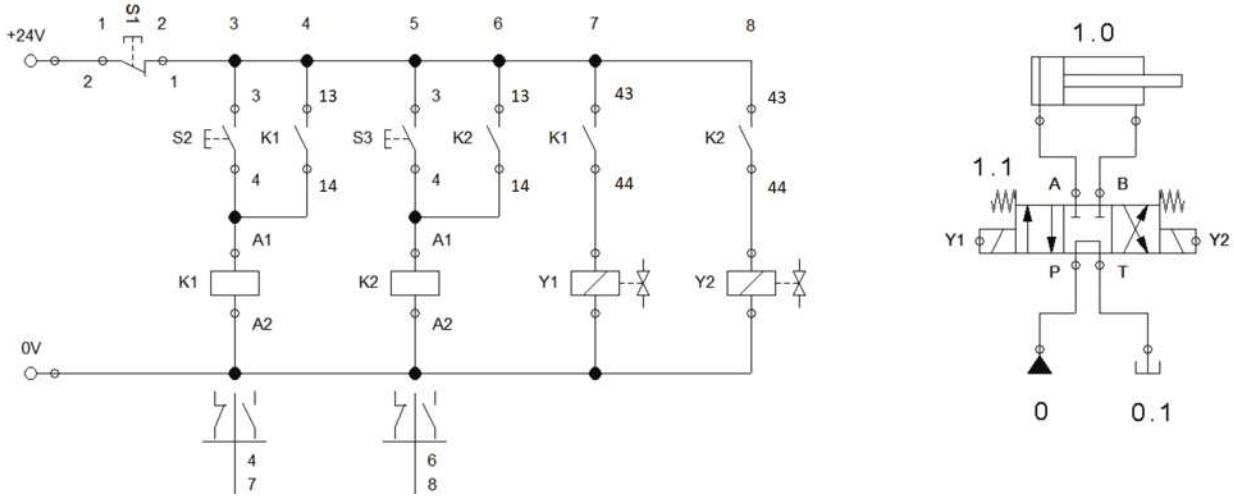 1 S1 2 3 4 5 6 7 8
+24V
2 1
3 13 3 13 43 43
S2 K1 S3 K2 K1 K2
4 14 4 14 44 44
A1 A1
K1 K2 Y1 Y2
A2 A2
0V
4 6
7 8
1.0
1.1 A B
Y1 Y2
P T
0 0.1